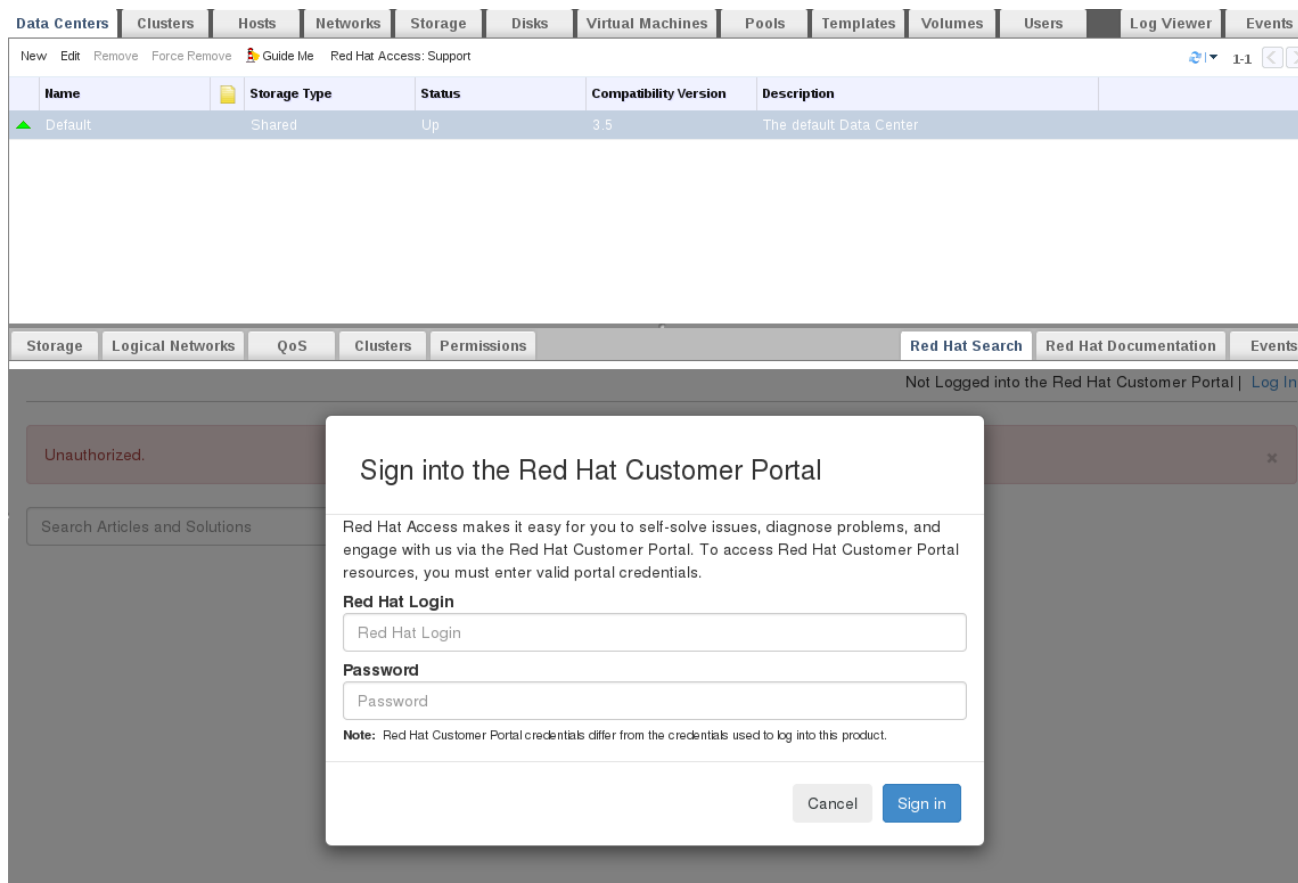 Data Centers Clusters Hosts Networks Storage Disks Virtual Machines Pools Templates Volumes Users Log Viewer Events
New Edit Remove Force Remove Guide Me Red Hat Access: Support 1-1
Name Storage Type Status Compatibility Version Description
Default Shared Up 3.5 The default Data Center
Storage Logical Networks QoS Clusters Permissions Red Hat Search Red Hat Documentation Events
Not Logged into the Red Hat Customer Portal | Log In
Unauthorized. ×
Sign into the Red Hat Customer Portal
Search Articles and Solutions
Red Hat Access makes it easy for you to self-solve issues, diagnose problems, and
engage with us via the Red Hat Customer Portal. To access Red Hat Customer Portal
resources, you must enter valid portal credentials.
Red Hat Login
Red Hat Login
Password
Password
Note: Red Hat Customer Portal credentials differ from the credentials used to log into this product.
Cancel Sign in